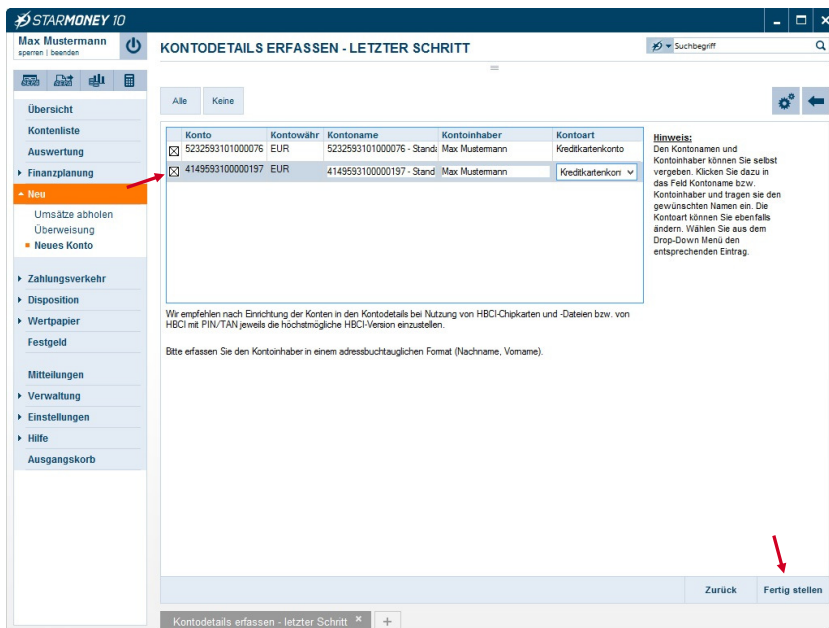 STARMONEY 10
Max Mustermann
sperren | beenden
KONTODETAILS ERFASSEN - LETZTER SCHRITT
Suchbegriff
Alle Keine
Übersicht
Kontenliste
Auswertung
Finanzplanung
Neu
Umsätze abholen
Überweisung
Neues Konto
Zahlungsverkehr
Disposition
Wertpapier
Festgeld
Mitteilungen
Verwaltung
Einstellungen
Hilfe
Ausgangskorb
Konto Kontowähr Kontoname Kontoinhaber Kontoart
5232593101000076 EUR 5232593101000076 - Standa Max Mustermann Kreditkartenkonto
4149593100000197 EUR 4149593100000197 - Stand Max Mustermann Kreditkartenkon
Hinweis:
Den Kontonamen und
Kontoinhaber können Sie selbst
vergeben. Klicken Sie dazu in
das Feld Kontoname bzw.
Kontoinhaber und tragen sie den
gewünschten Namen ein. Die
Kontoart können Sie ebenfalls
ändern. Wählen Sie aus dem
Drop-Down Menü den
entsprechenden Eintrag.
Wir empfehlen nach Einrichtung der Konten in den Kontodetails bei Nutzung von HBCI-Chipkarten und -Dateien bzw. von
HBCI mit PIN/TAN jeweils die höchstmögliche HBCI-Version einzustellen.
Bitte erfassen Sie den Kontoinhaber in einem adressbuchtauglichen Format (Nachname, Vorname).
Zurück Fertig stellen
Kontodetails erfassen - letzter Schritt